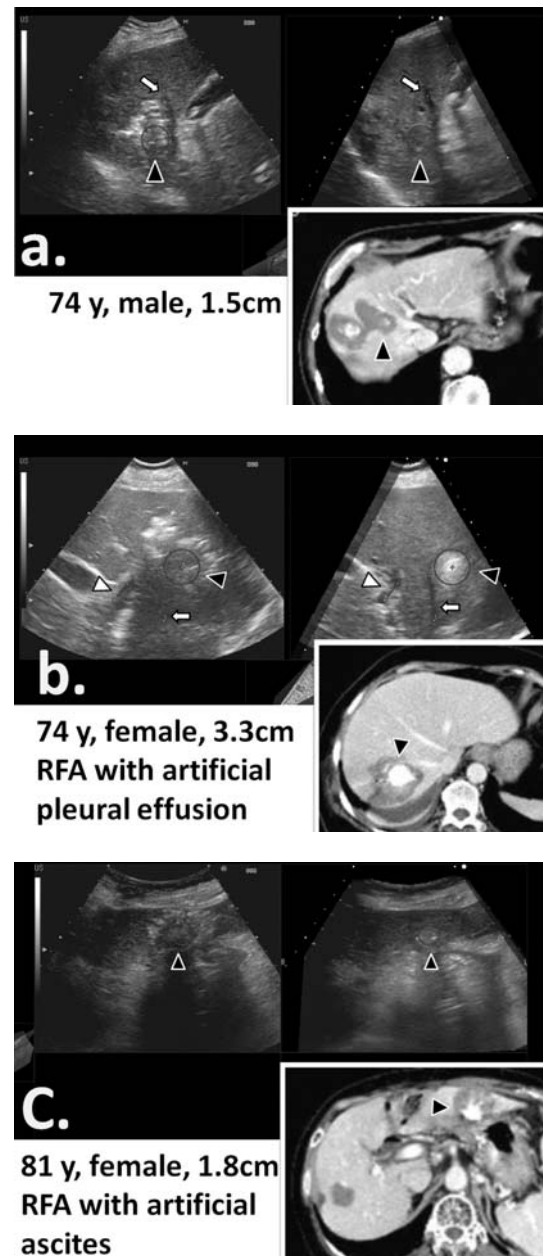 a.
74 y, male, 1.5cm
b.
74 y, female, 3.3cm
RFA with artificial
pleural effusion
C.
81 y, female, 1.8cm
RFA with artificial
ascites